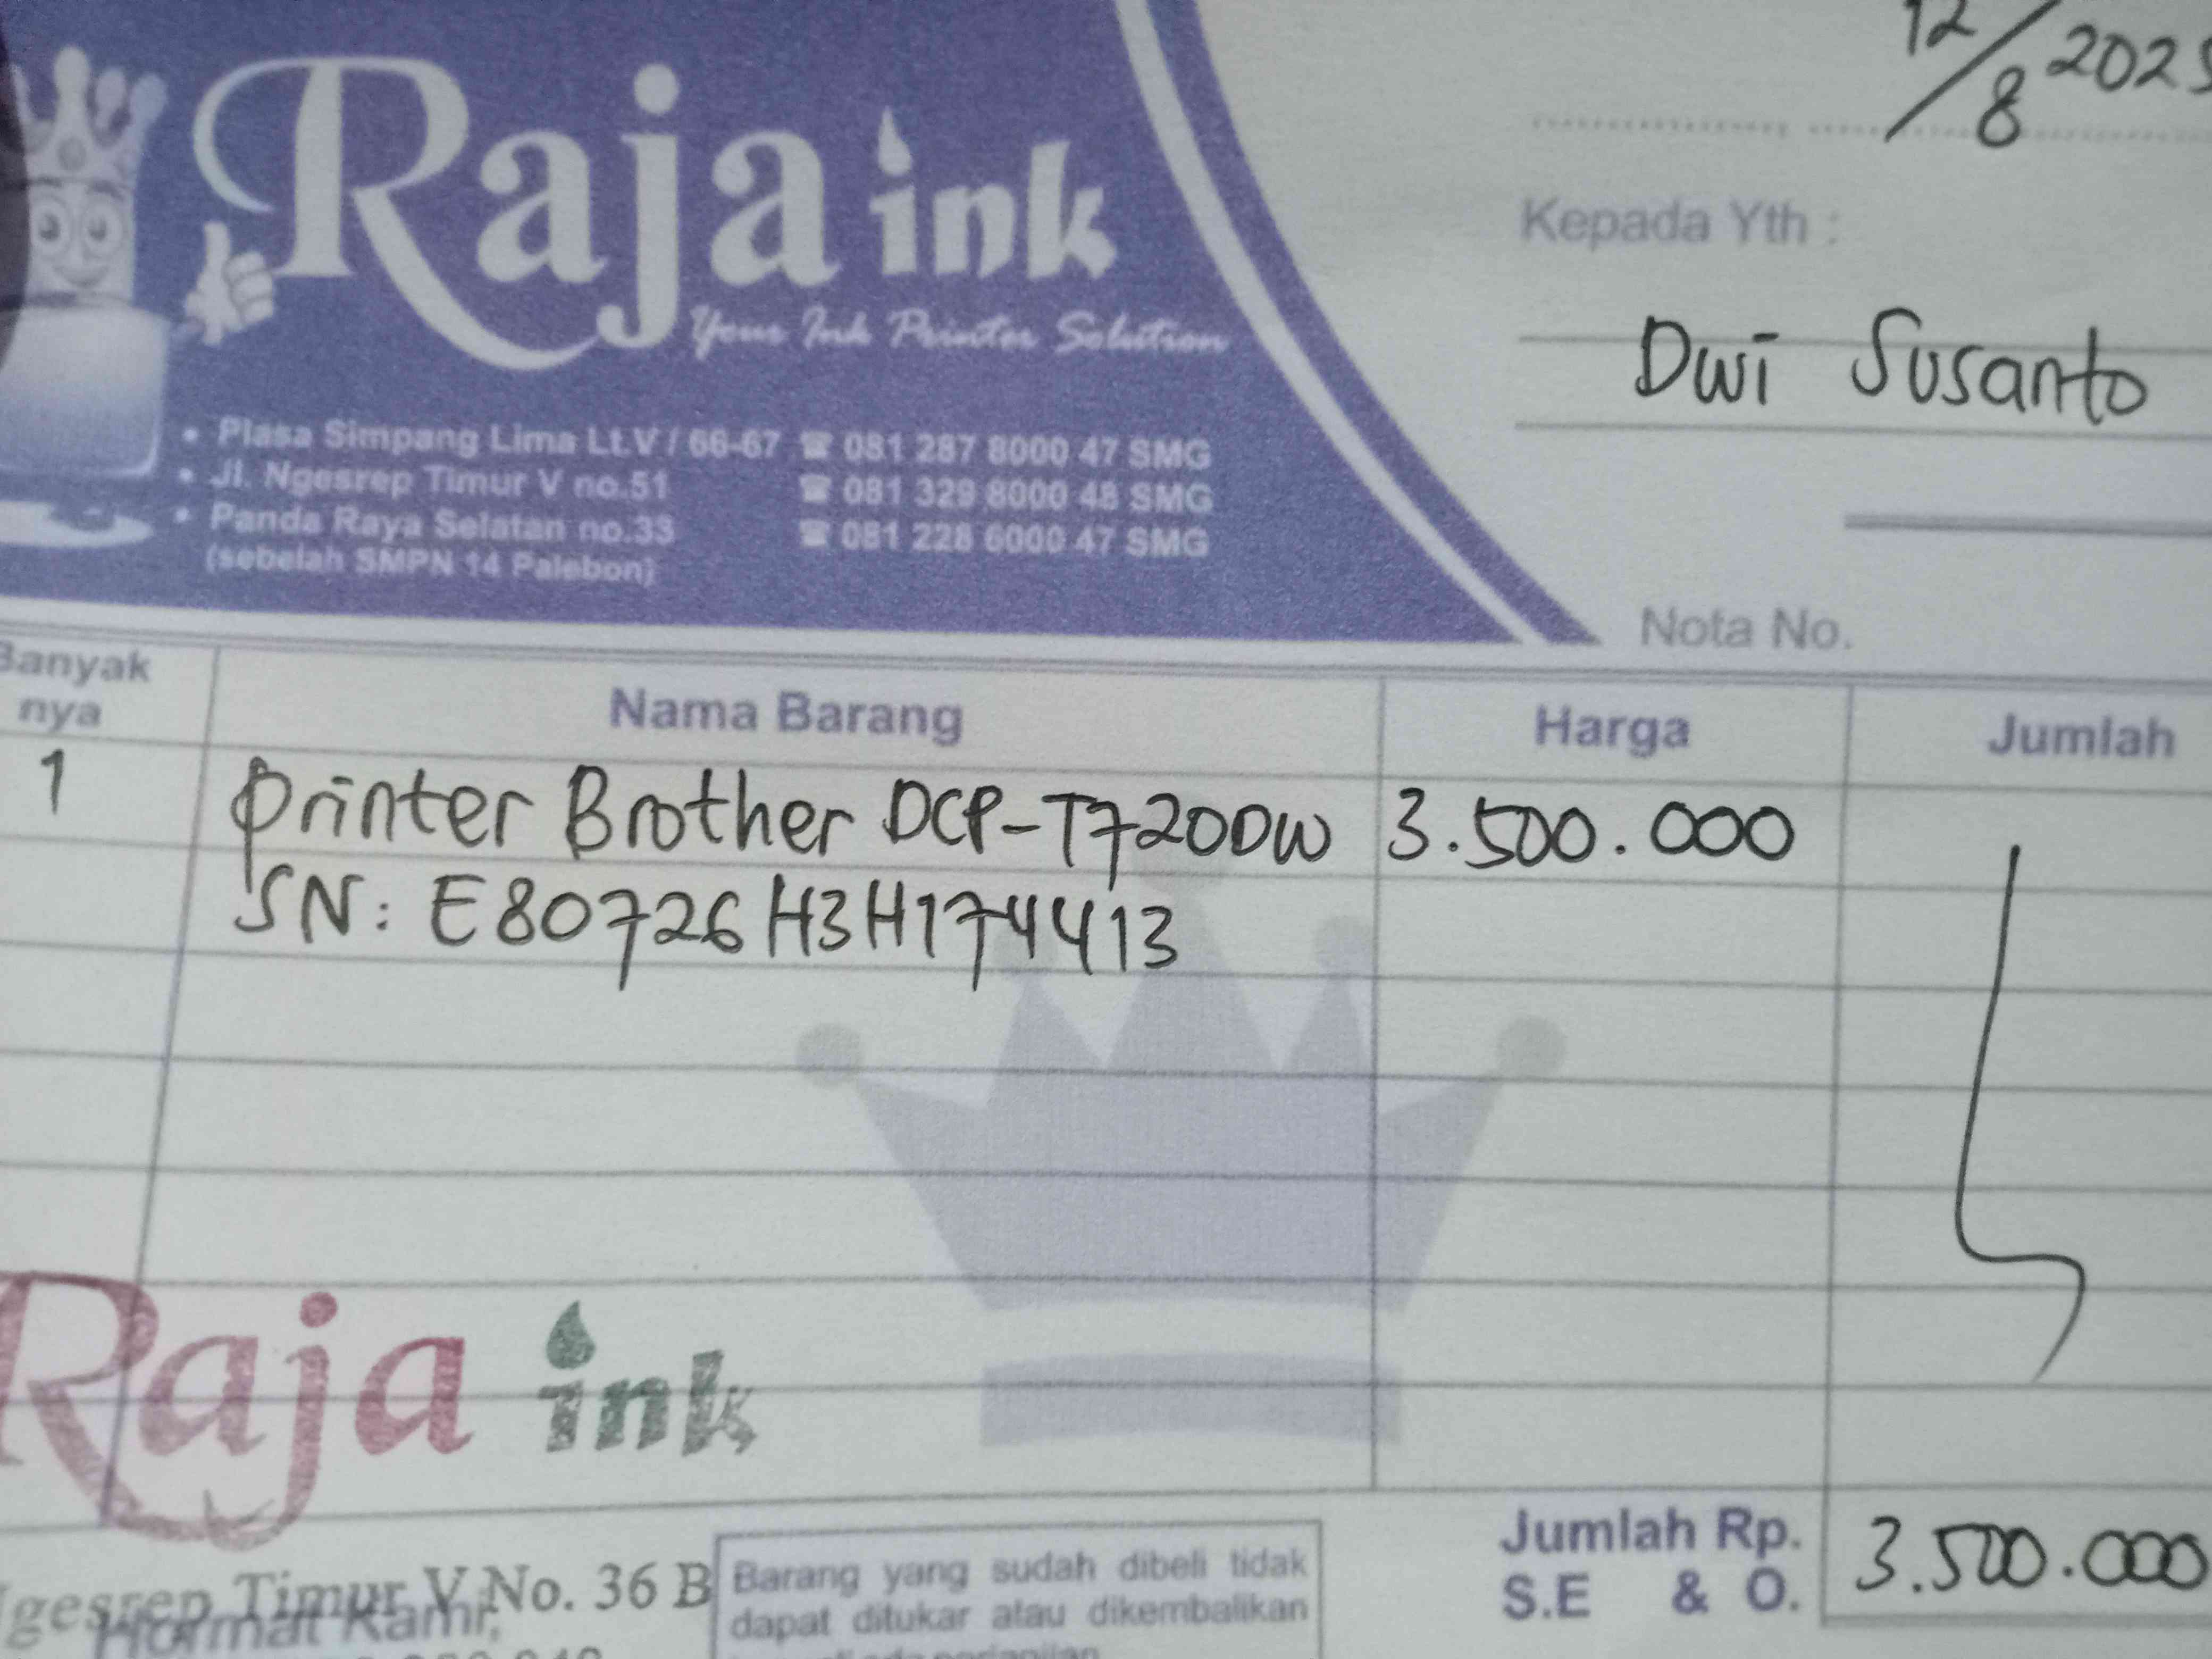 12/8 2023
Raja ink
Your Ink Printer Solution
• Plasa Simpang Lima Lt.V / 66-67 ☎ 081 287 8000 47 SMG
• Jl. Ngesrep Timur V no.51 ☎ 081 329 8000 48 SMG
• Panda Raya Selatan no.33 ☎ 081 228 6000 47 SMG
(sebelah SMPN 14 Palebon)
Kepada Yth :
Dwi Susanto
Nota No.
Banyak nya Nama Barang Harga Jumlah
1 Printer Brother DCP-T720DW 3.500.000
SN: E80726H3H174413
Raja ink
Ngesrep Timur V No. 36 B
Hormat Kami,
Barang yang sudah dibeli tidak
dapat ditukar atau dikembalikan
Jumlah Rp. 3.500.000
S.E & O.